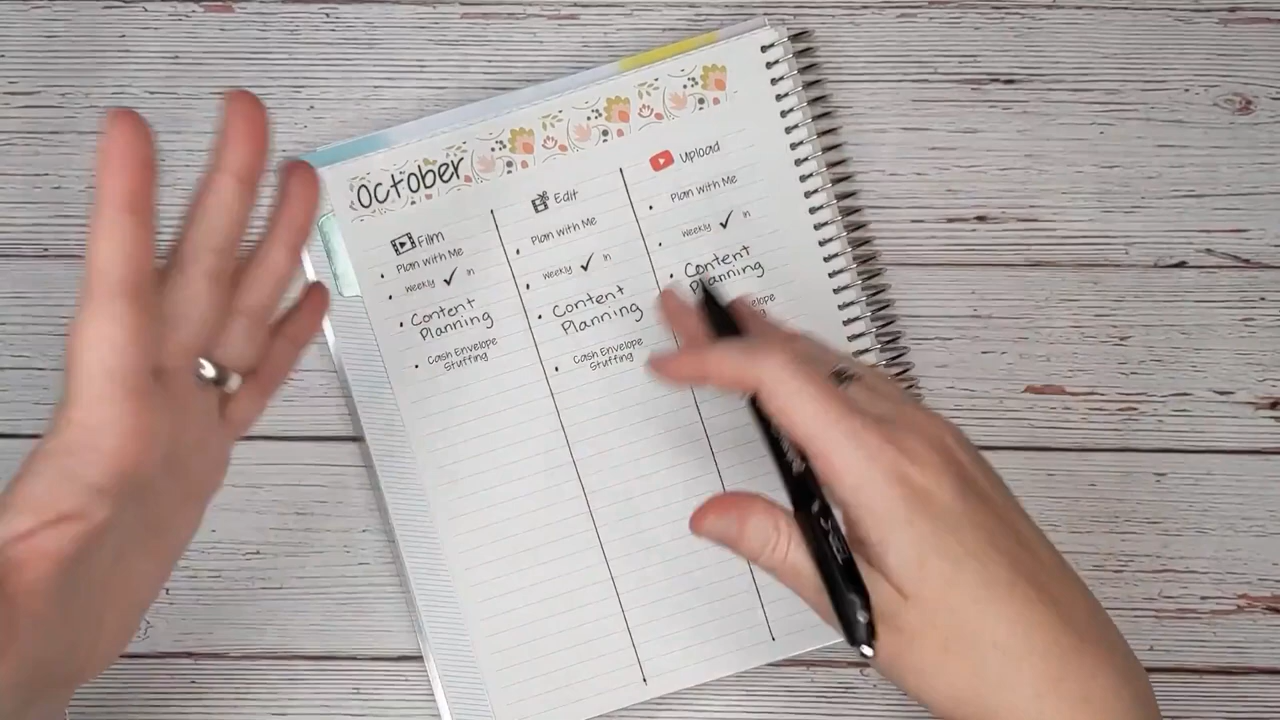 October
Film
Plan With Me
Weekly ✓ in
Content
Planning
Cash Envelope
Stuffing
Edit
Plan With Me
Weekly ✓ in
Content
Planning
Cash Envelope
Stuffing
Upload
Plan With Me
Weekly ✓ in
Content
Planning